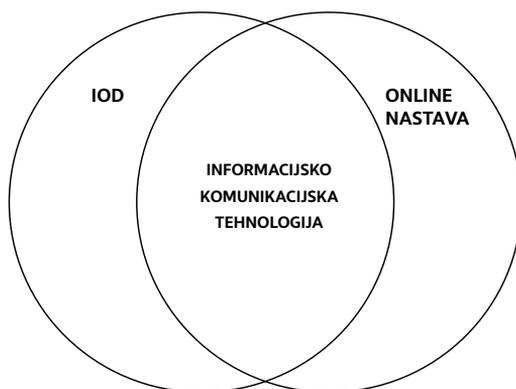 IOD
ONLINE
NASTAVA
INFORMACIJSKO
KOMUNIKACIJSKA
TEHNOLOGIJA